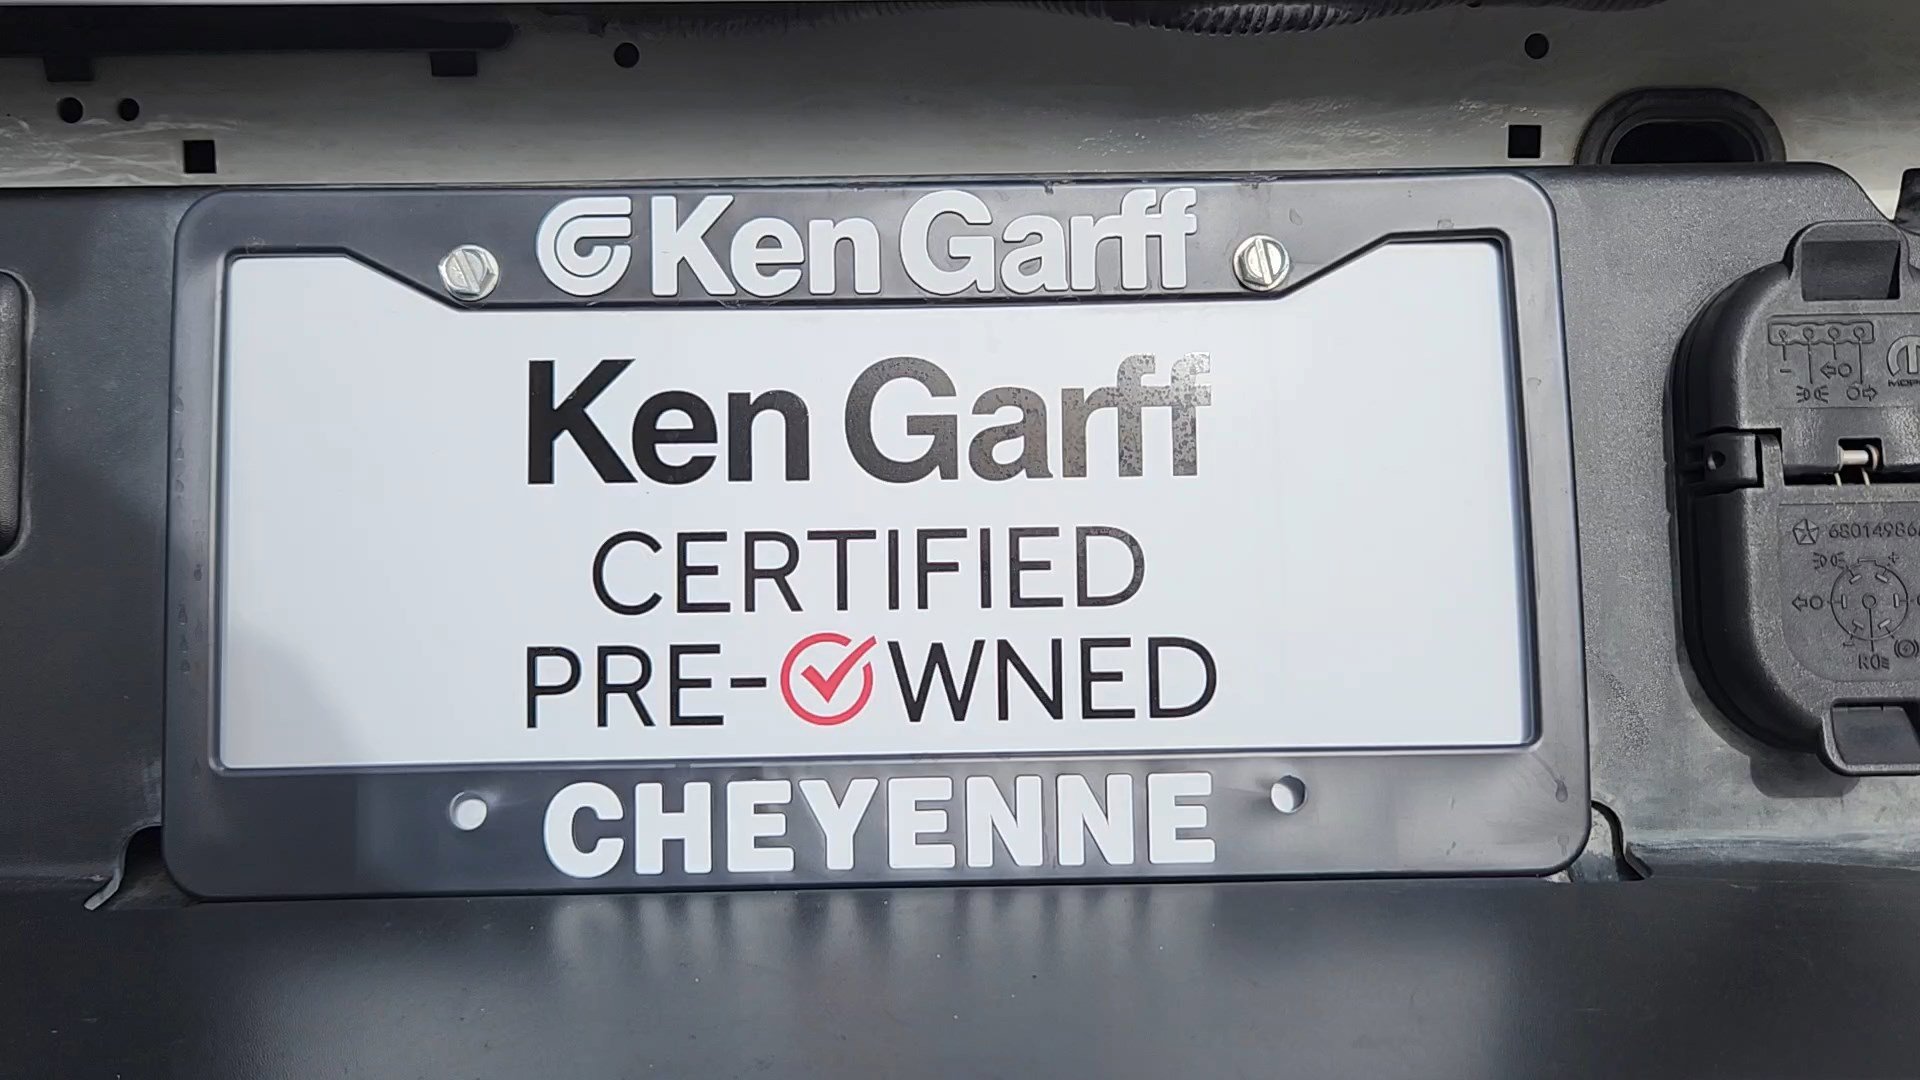 Ken Garff
Ken Garff
CERTIFIED
PRE-OWNED
CHEYENNE